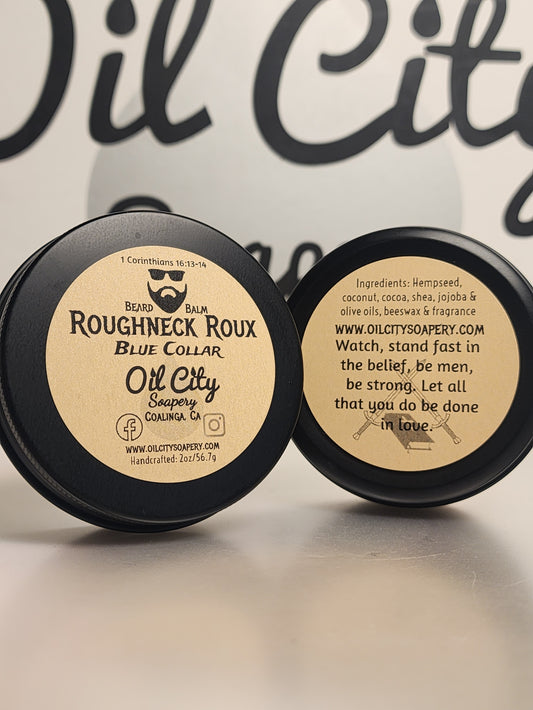 Oil City
Soapery
1 Corinthians 16:13-14
Beard Balm
Roughneck Roux
Blue Collar
Oil City
Soapery
Coalinga, CA
www.oilcitysoapery.com
Handcrafted: 2oz/56.7g
Ingredients: Hempseed,
coconut, cocoa, shea, jojoba &
olive oils, beeswax & fragrance
www.oilcitysoapery.com
Watch, stand fast in
the belief, be men,
be strong. Let all
that you do be done
in love.